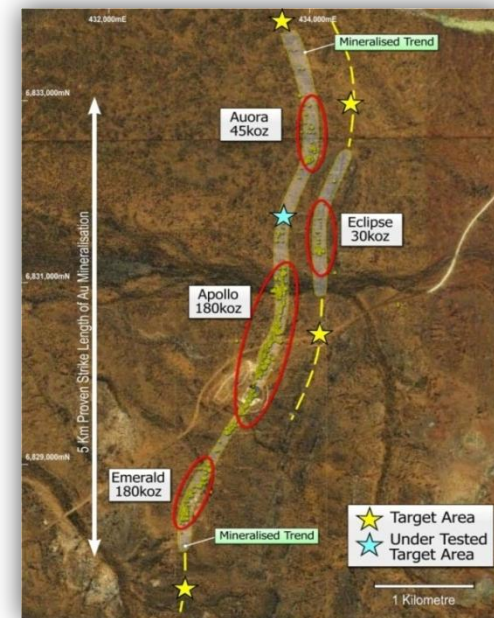 432,000mE
434,000mE
Mineralised Trend
6,833,000mN
Auora
45koz
Eclipse
30koz
5 Km Proven Strike Length of Au Mineralisation
6,831,000mN
Apollo
180koz
6,829,000mN
Emerald
180koz
Mineralised Trend
Target Area
Under Tested
Target Area
1 Kilometre